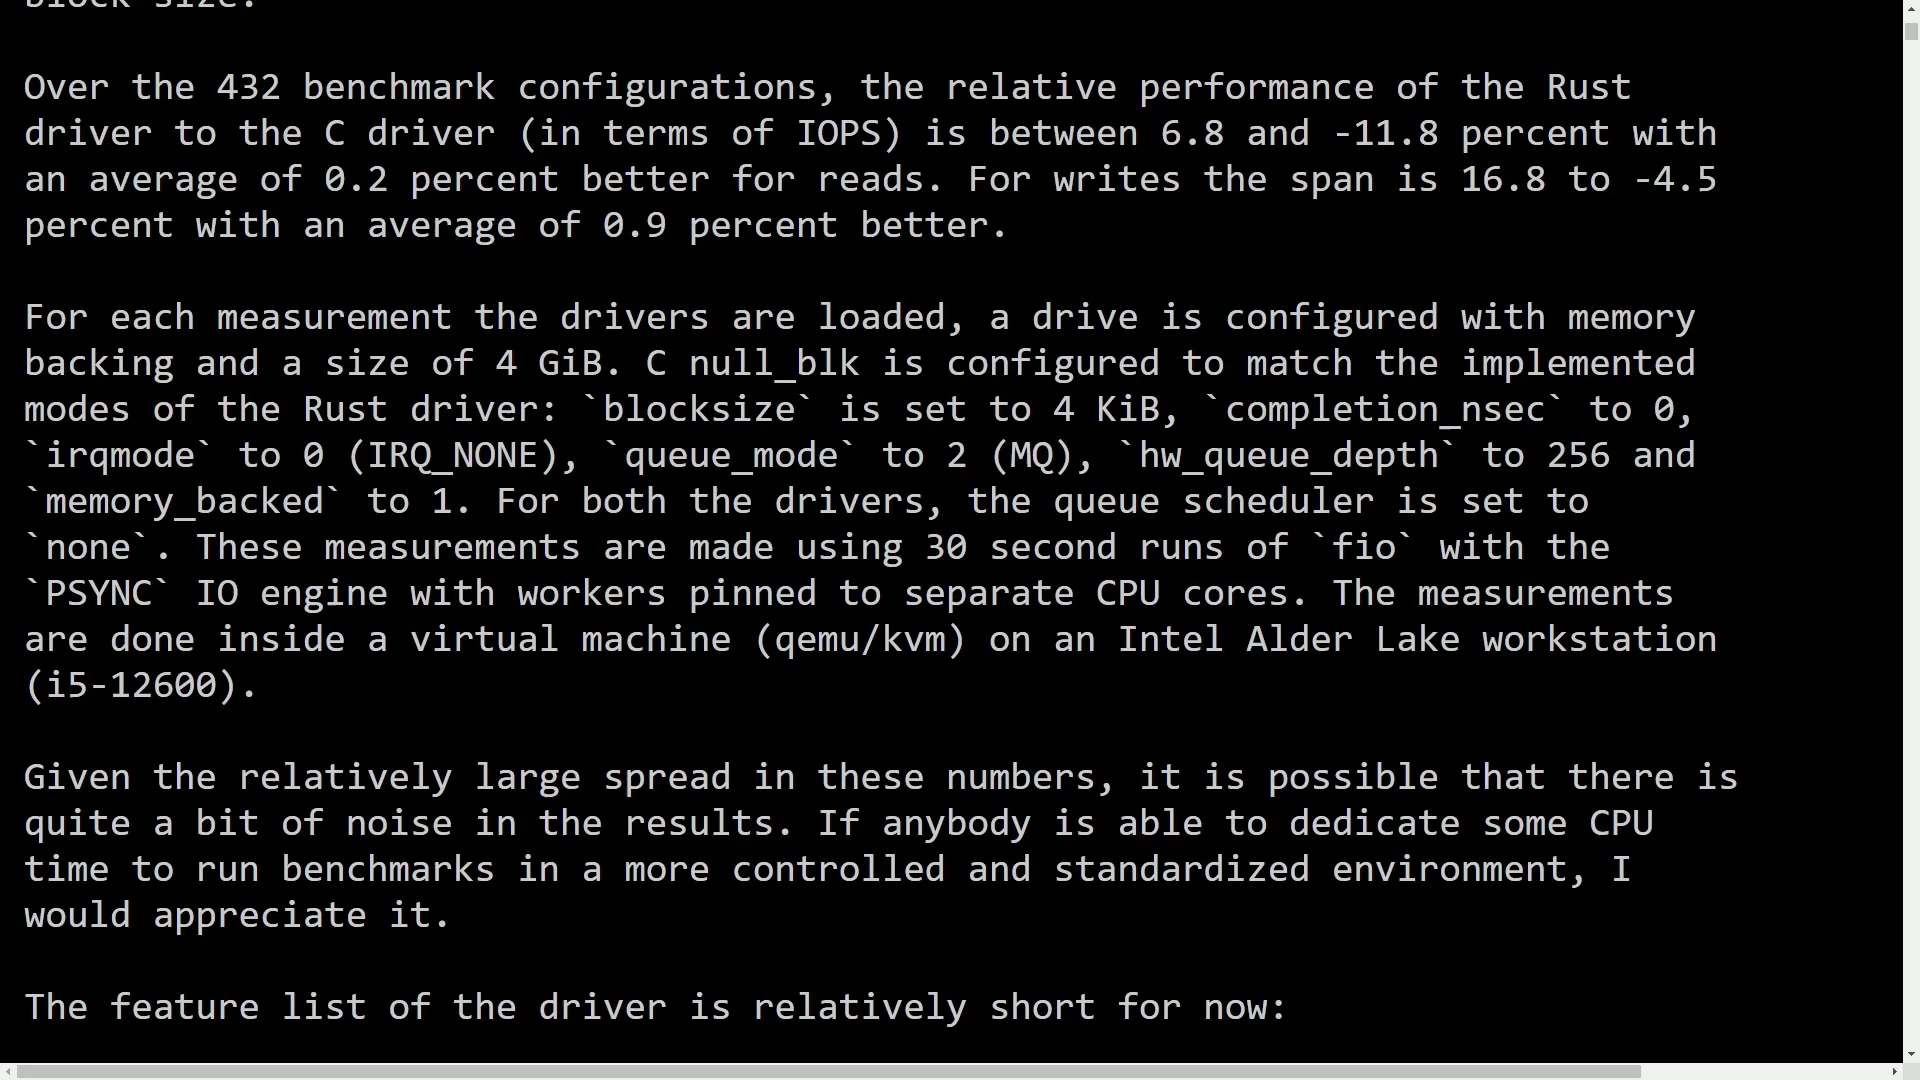 block size.
Over the 432 benchmark configurations, the relative performance of the Rust
driver to the C driver (in terms of IOPS) is between 6.8 and -11.8 percent with
an average of 0.2 percent better for reads. For writes the span is 16.8 to -4.5
percent with an average of 0.9 percent better.
For each measurement the drivers are loaded, a drive is configured with memory
backing and a size of 4 GiB. C null_blk is configured to match the implemented
modes of the Rust driver: `blocksize` is set to 4 KiB, `completion_nsec` to 0,
`irqmode` to 0 (IRQ_NONE), `queue_mode` to 2 (MQ), `hw_queue_depth` to 256 and
`memory_backed` to 1. For both the drivers, the queue scheduler is set to
`none`. These measurements are made using 30 second runs of `fio` with the
`PSYNC` IO engine with workers pinned to separate CPU cores. The measurements
are done inside a virtual machine (qemu/kvm) on an Intel Alder Lake workstation
(i5-12600).
Given the relatively large spread in these numbers, it is possible that there is
quite a bit of noise in the results. If anybody is able to dedicate some CPU
time to run benchmarks in a more controlled and standardized environment, I
would appreciate it.
The feature list of the driver is relatively short for now: